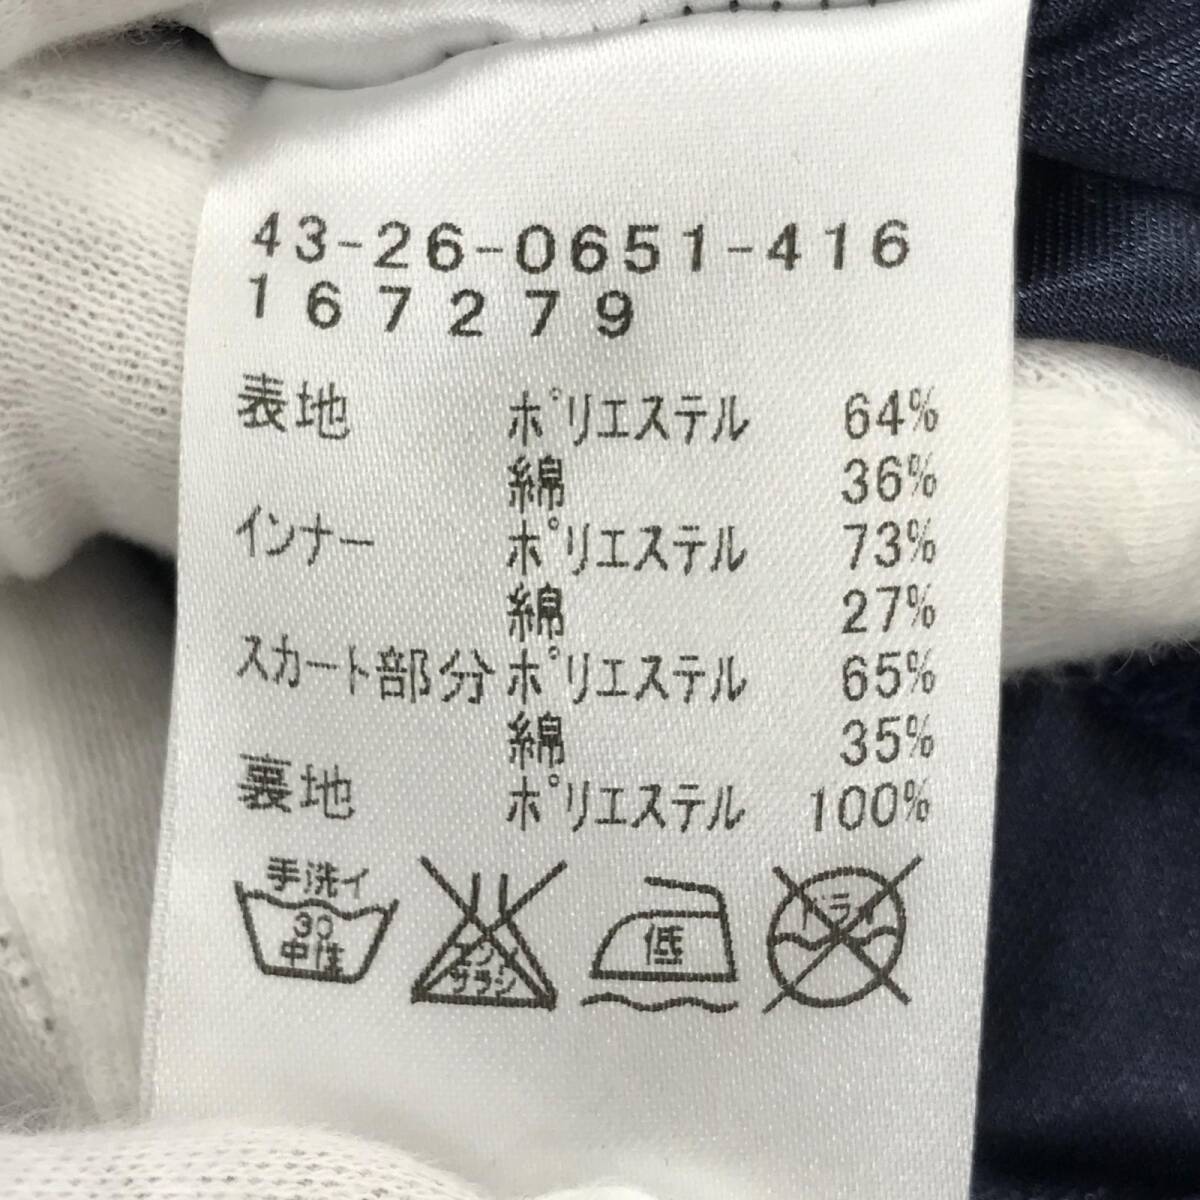 43-26-0651-416
167279
表地 ポリエステル 64%
綿 36%
インナー ポリエステル 73%
綿 27%
スカート部分 ポリエステル 65%
綿 35%
裏地 ポリエステル 100%
手洗イ
30
中性
エンソ
サラシ
低
ドライ